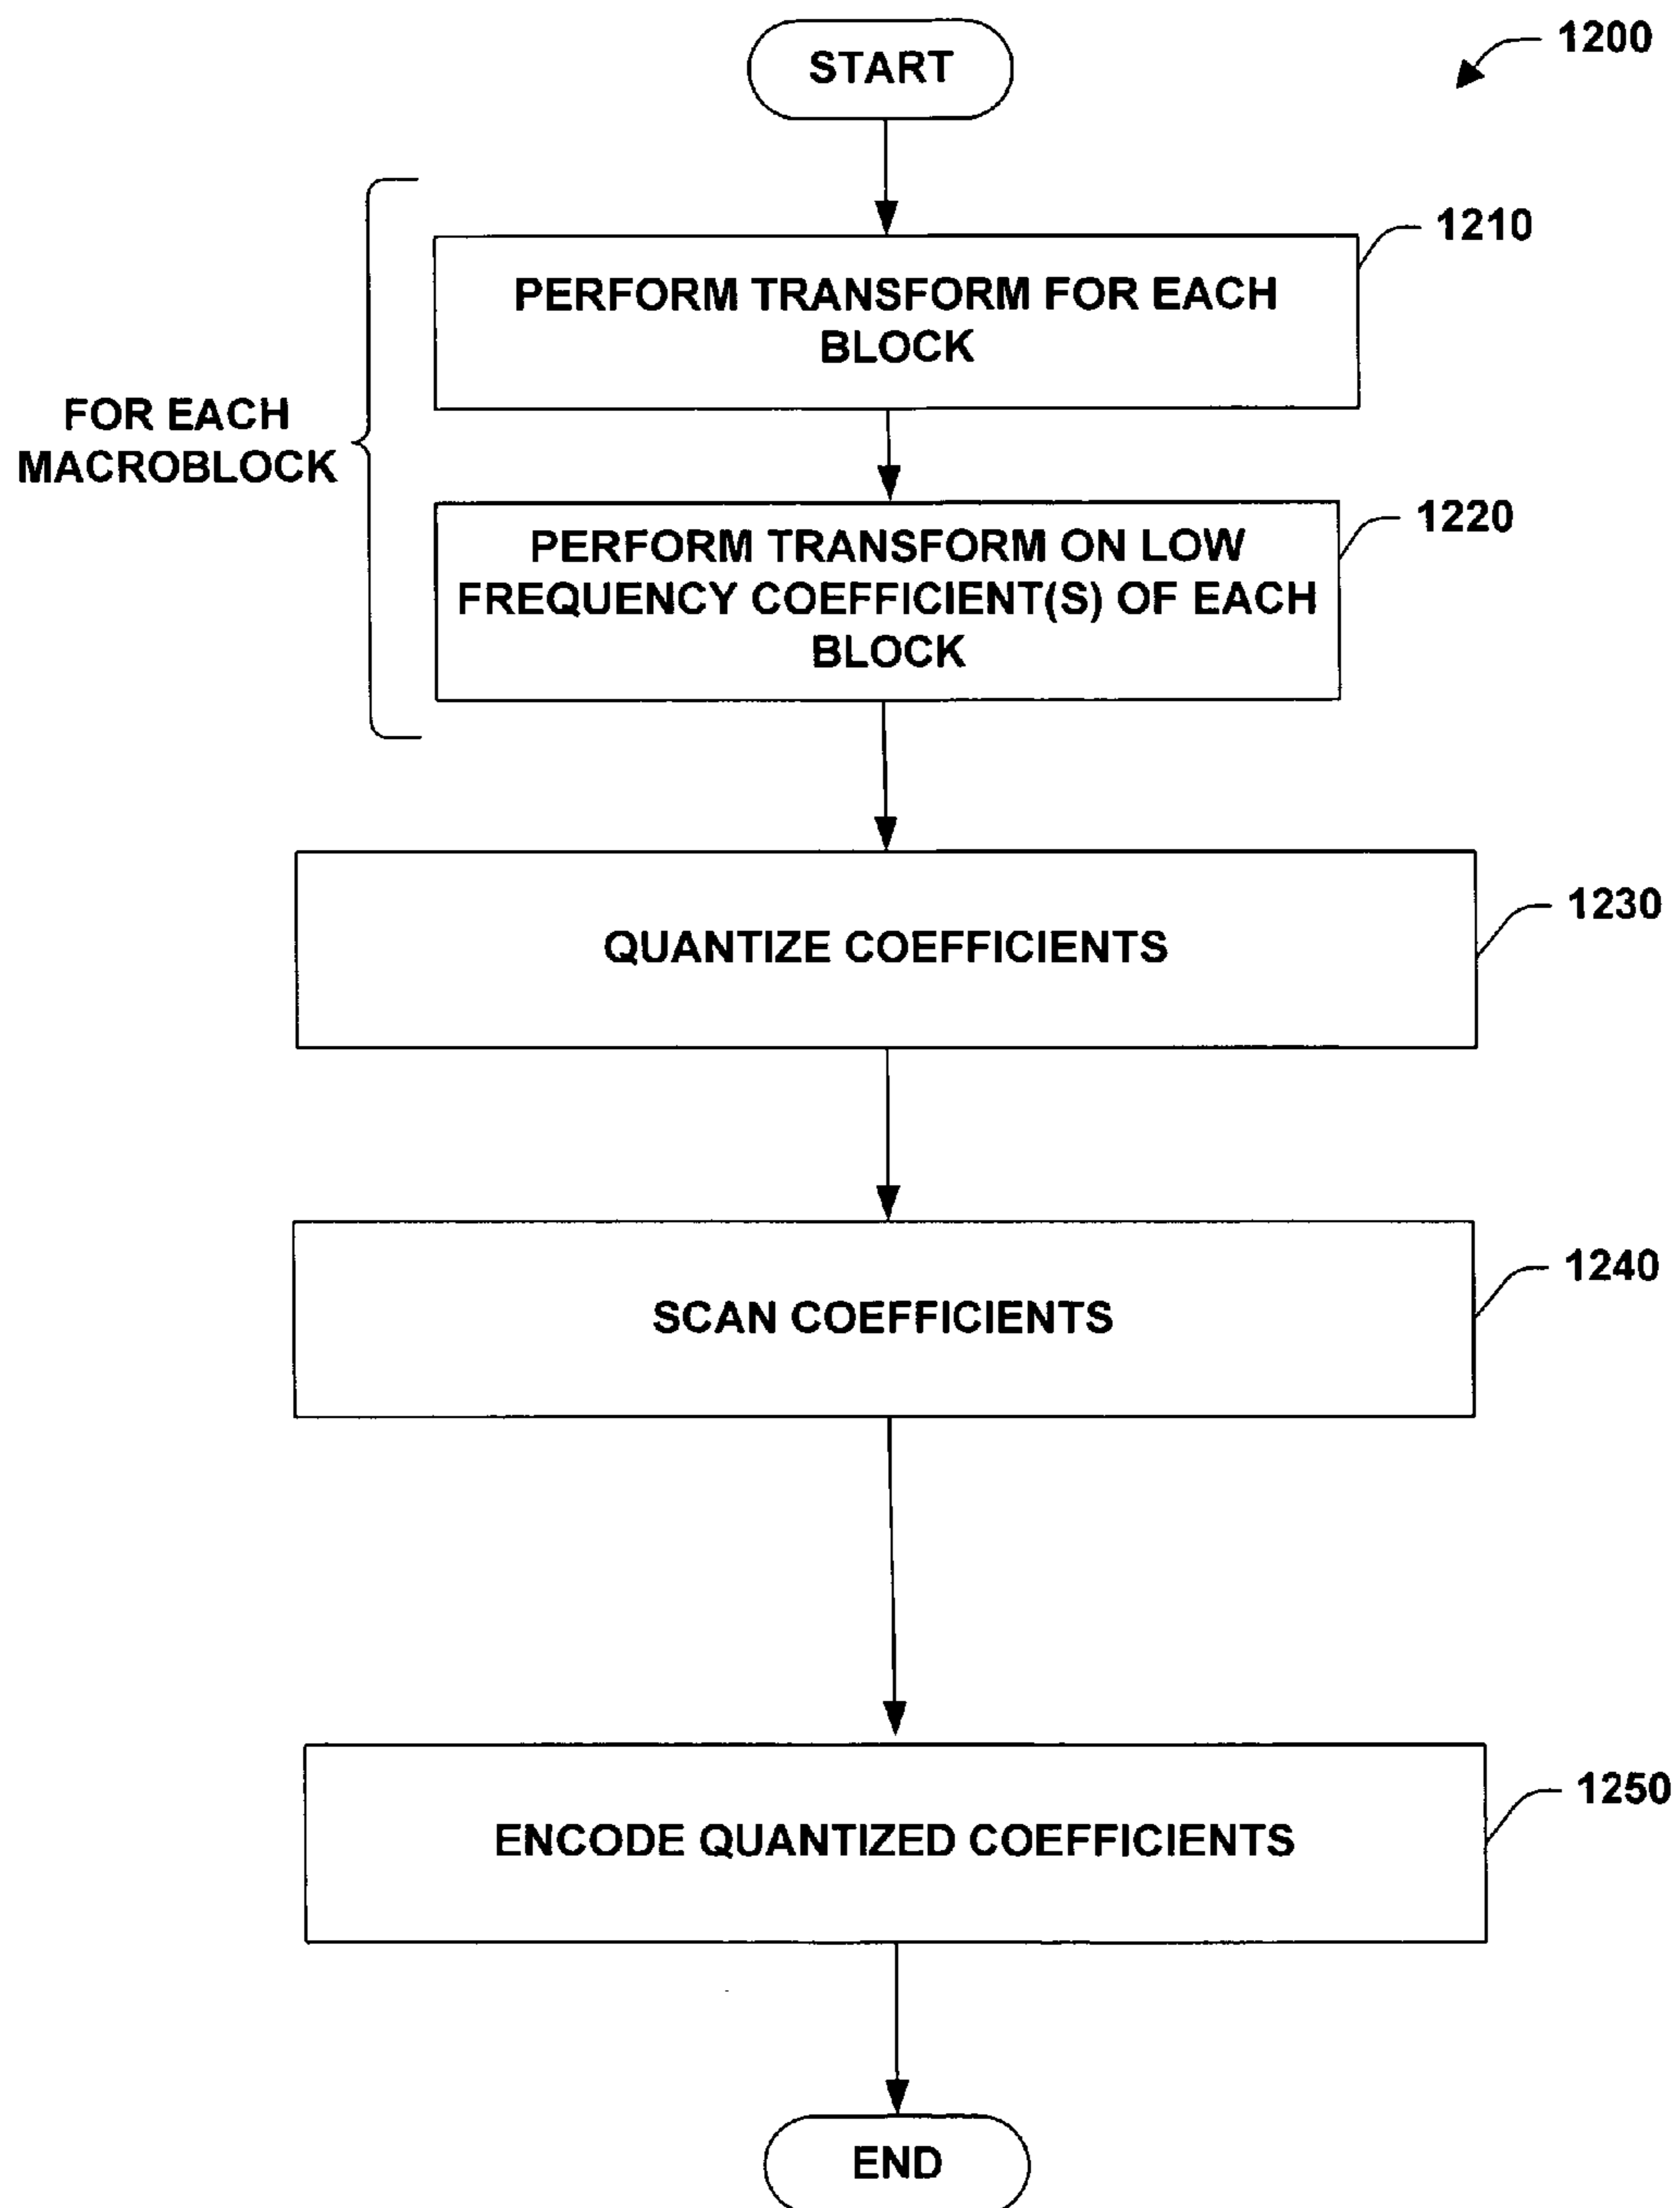 START
1200
1210
PERFORM TRANSFORM FOR EACH
BLOCK
FOR EACH
MACROBLOCK
1220
PERFORM TRANSFORM ON LOW
FREQUENCY COEFFICIENT(S) OF EACH
BLOCK
1230
QUANTIZE COEFFICIENTS
1240
SCAN COEFFICIENTS
1250
ENCODE QUANTIZED COEFFICIENTS
END